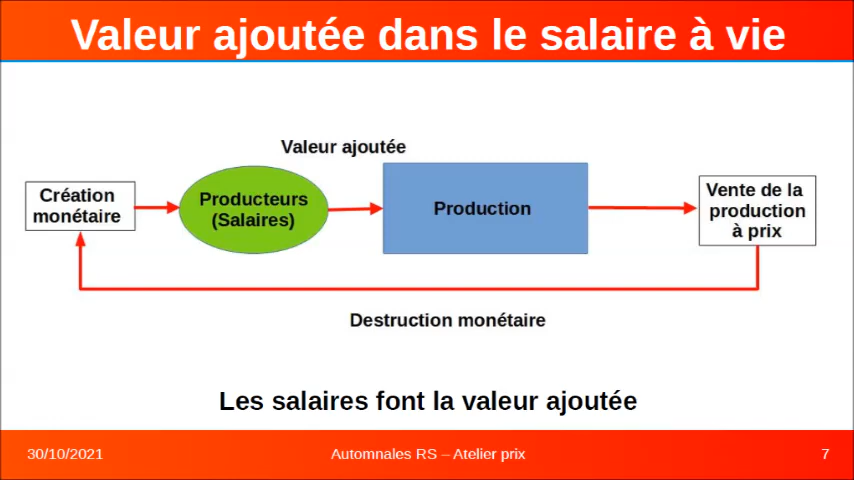 Valeur ajoutée dans le salaire à vie
Valeur ajoutée
Création
monétaire
Producteurs
(Salaires)
Production
Vente de la
production
à prix
Destruction monétaire
Les salaires font la valeur ajoutée
30/10/2021
Automnales RS – Atelier prix
7